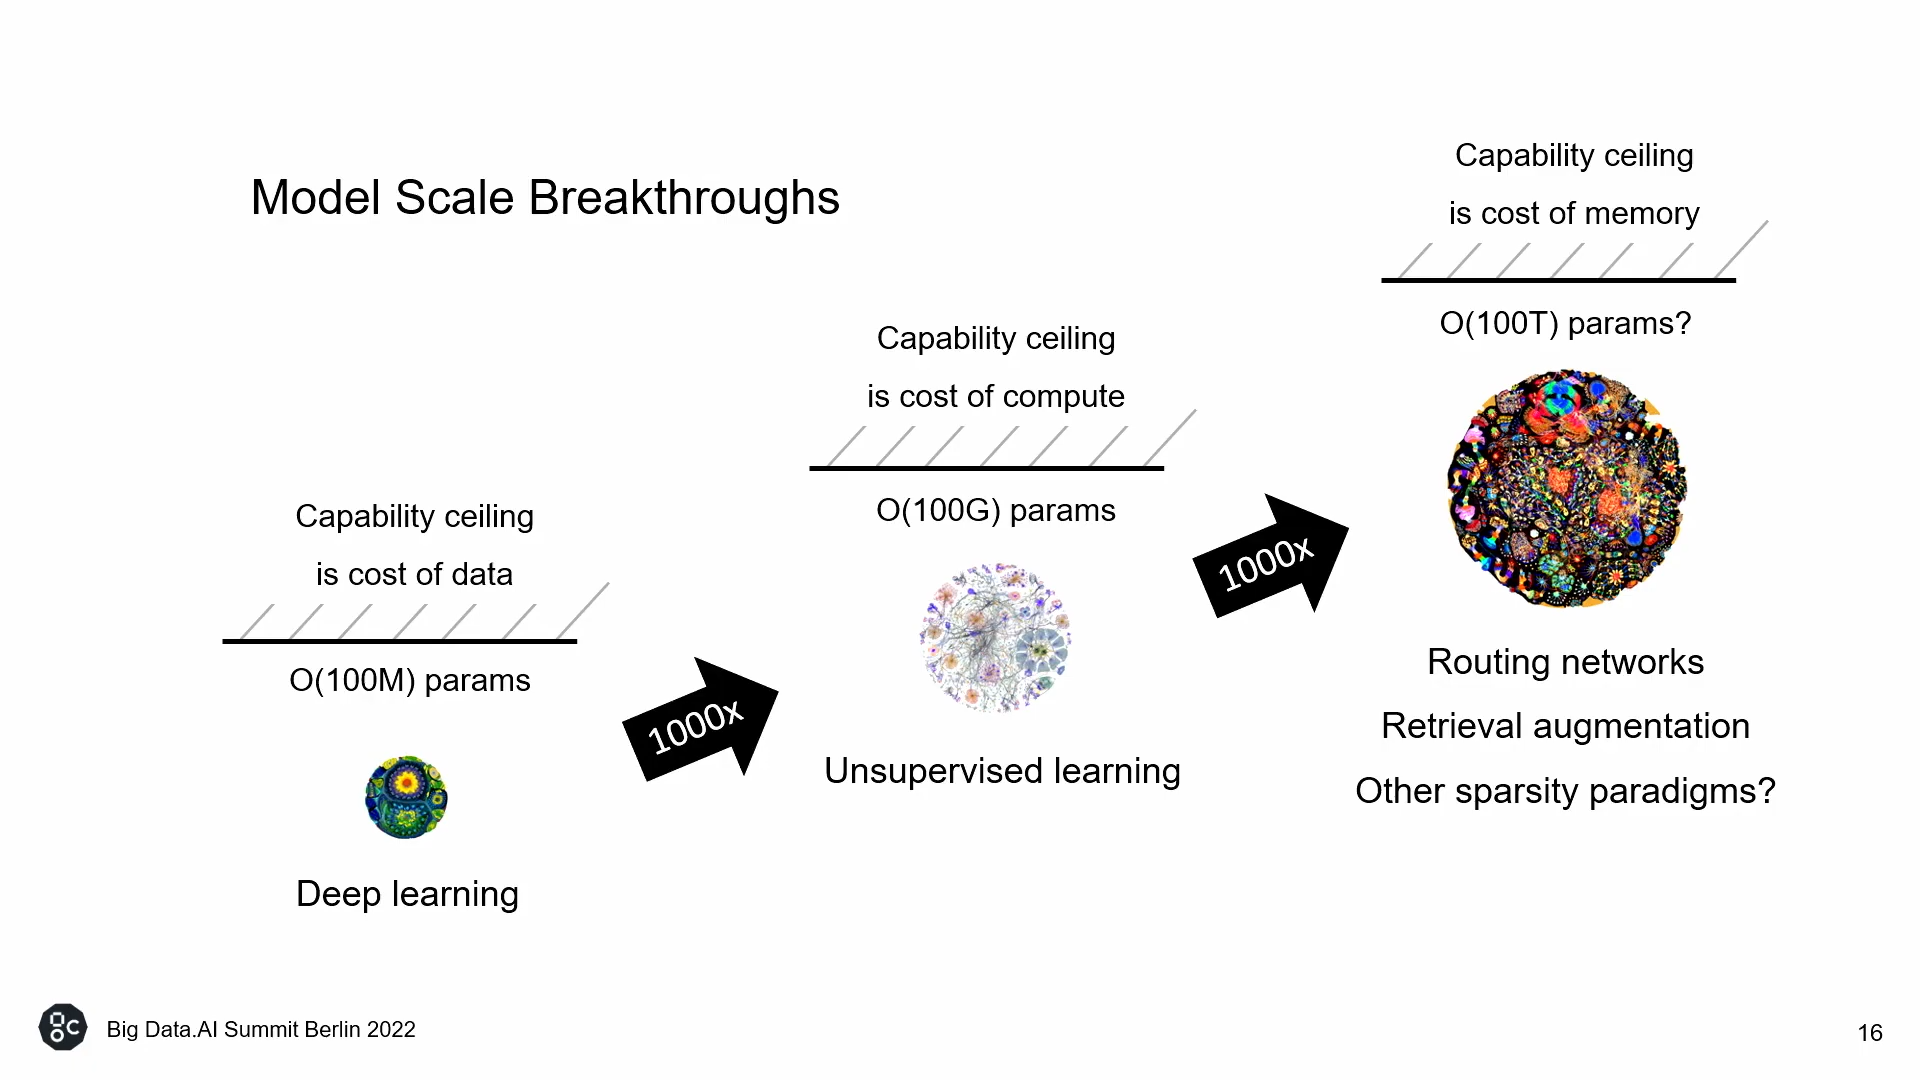 Model Scale Breakthroughs
Capability ceiling
is cost of data
O(100M) params
Deep learning
1000x
Capability ceiling
is cost of compute
O(100G) params
Unsupervised learning
1000x
Capability ceiling
is cost of memory
O(100T) params?
Routing networks
Retrieval augmentation
Other sparsity paradigms?
Big Data.AI Summit Berlin 2022
16